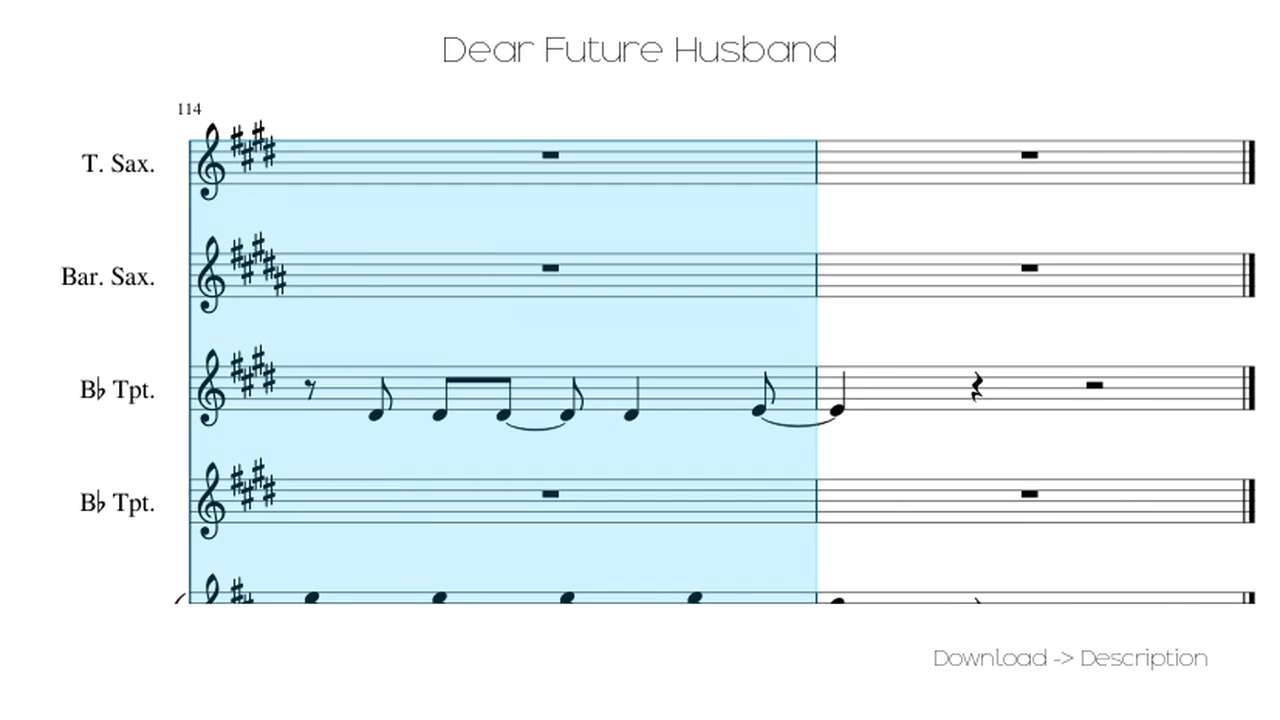 Dear Future Husband
114
T. Sax.
Bar. Sax.
B♭ Tpt.
B♭ Tpt.
Download -> Description